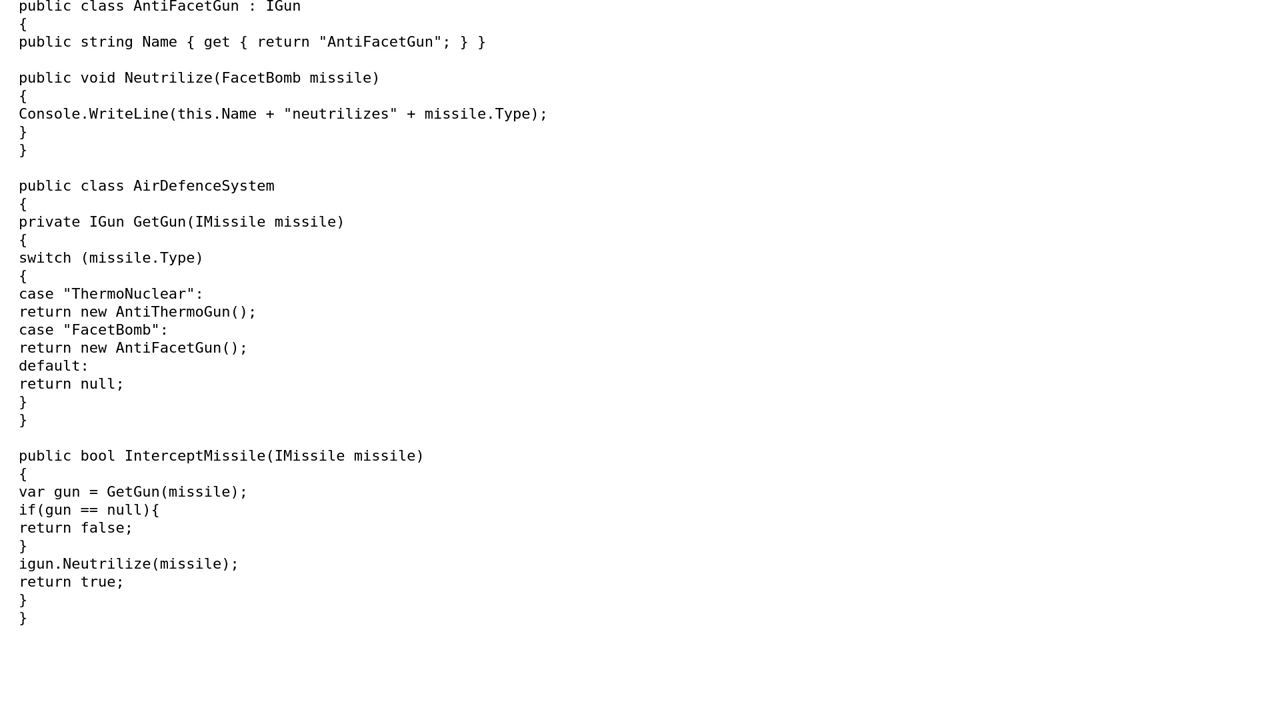 public class AntiFacetGun : IGun
{
public string Name { get { return "AntiFacetGun"; } }
public void Neutrilize(FacetBomb missile)
{
Console.WriteLine(this.Name + "neutrilizes" + missile.Type);
}
}
public class AirDefenceSystem
{
private IGun GetGun(IMissile missile)
{
switch (missile.Type)
{
case "ThermoNuclear":
return new AntiThermoGun();
case "FacetBomb":
return new AntiFacetGun();
default:
return null;
}
}
public bool InterceptMissile(IMissile missile)
{
var gun = GetGun(missile);
if(gun == null){
return false;
}
igun.Neutrilize(missile);
return true;
}
}